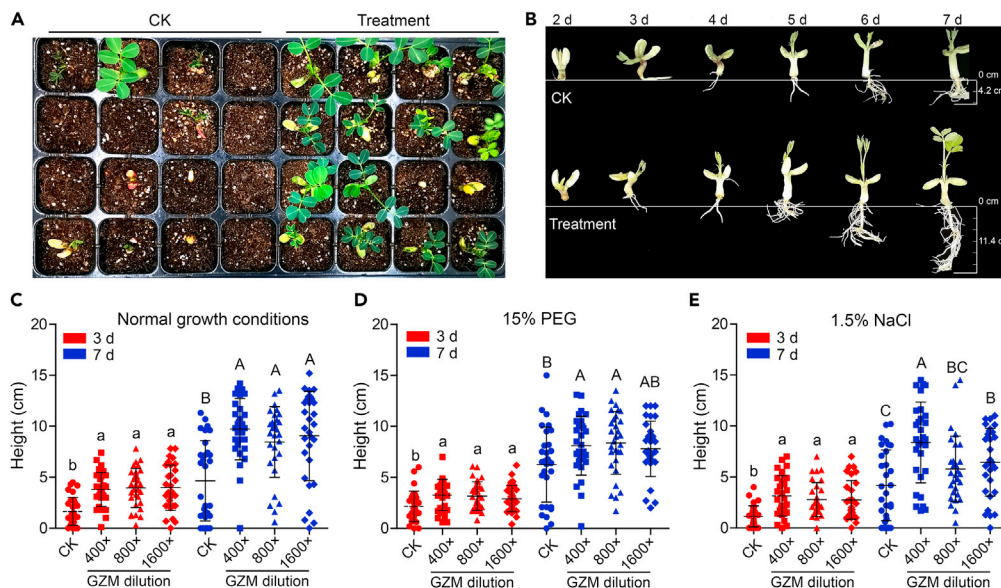 A
CK
Treatment
B
2 d 3 d 4 d 5 d 6 d 7 d
0 cm
CK
4.2 cm
0 cm
Treatment
11.4 c
C
Normal growth conditions
3 d
7 d
Height (cm)
20
15
10
5
0
b a a a B A A A
CK 400× 800× 1600× CK 400× 800× 1600×
GZM dilution GZM dilution
D
15% PEG
3 d
7 d
Height (cm)
20
15
10
5
0
b a a a B A A AB
CK 400× 800× 1600× CK 400× 800× 1600×
GZM dilution GZM dilution
E
1.5% NaCl
3 d
7 d
Height (cm)
20
15
10
5
0
b a a a C A BC B
CK 400× 800× 1600× CK 400× 800× 1600×
GZM dilution GZM dilution